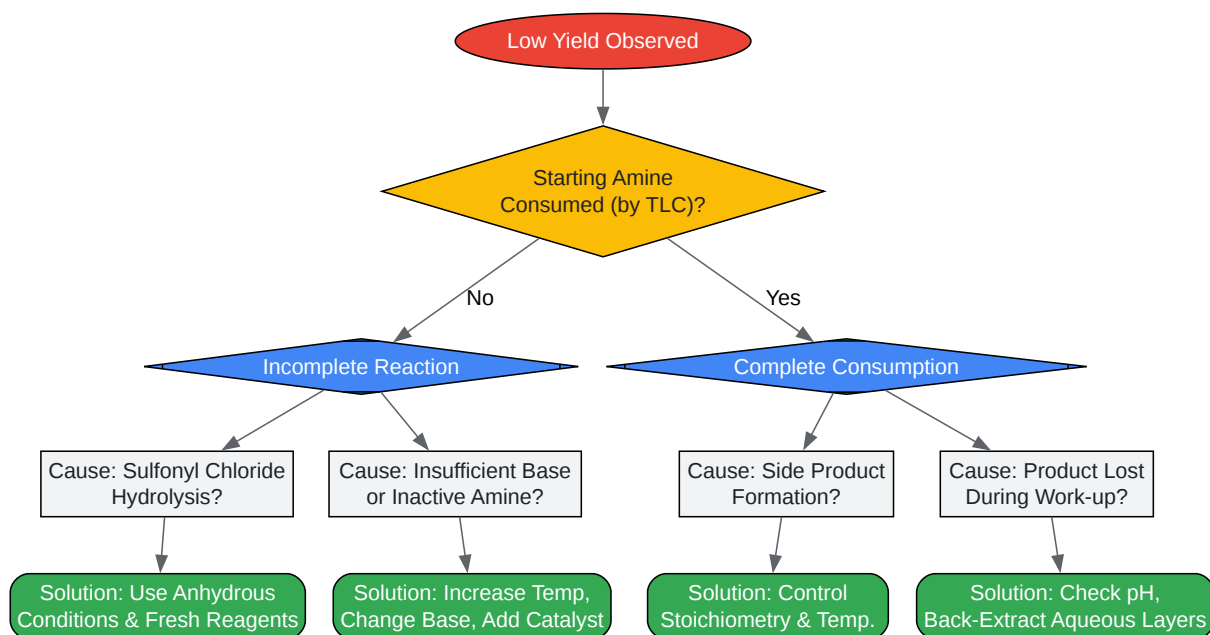 Low Yield Observed
Starting Amine
Consumed (by TLC)?
No
Yes
Incomplete Reaction
Complete Consumption
Cause: Sulfonyl Chloride
Hydrolysis?
Cause: Insufficient Base
or Inactive Amine?
Cause: Side Product
Formation?
Cause: Product Lost
During Work-up?
Solution: Use Anhydrous
Conditions & Fresh Reagents
Solution: Increase Temp,
Change Base, Add Catalyst
Solution: Control
Stoichiometry & Temp.
Solution: Check pH,
Back-Extract Aqueous Layers